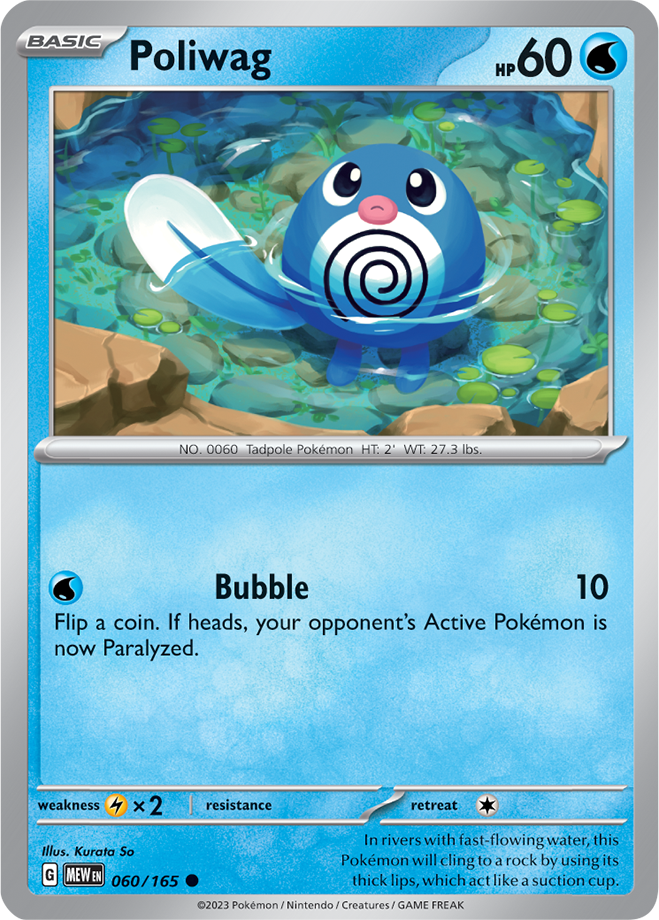 BASIC
Poliwag
HP 60
NO. 0060 Tadpole Pokémon HT: 2' WT: 27.3 lbs.
Bubble 10
Flip a coin. If heads, your opponent's Active Pokémon is
now Paralyzed.
weakness ×2 resistance retreat
Illus. Kurata So
In rivers with fast-flowing water, this
Pokémon will cling to a rock by using its
thick lips, which act like a suction cup.
G MEW EN 060/165
©2023 Pokémon / Nintendo / Creatures / GAME FREAK